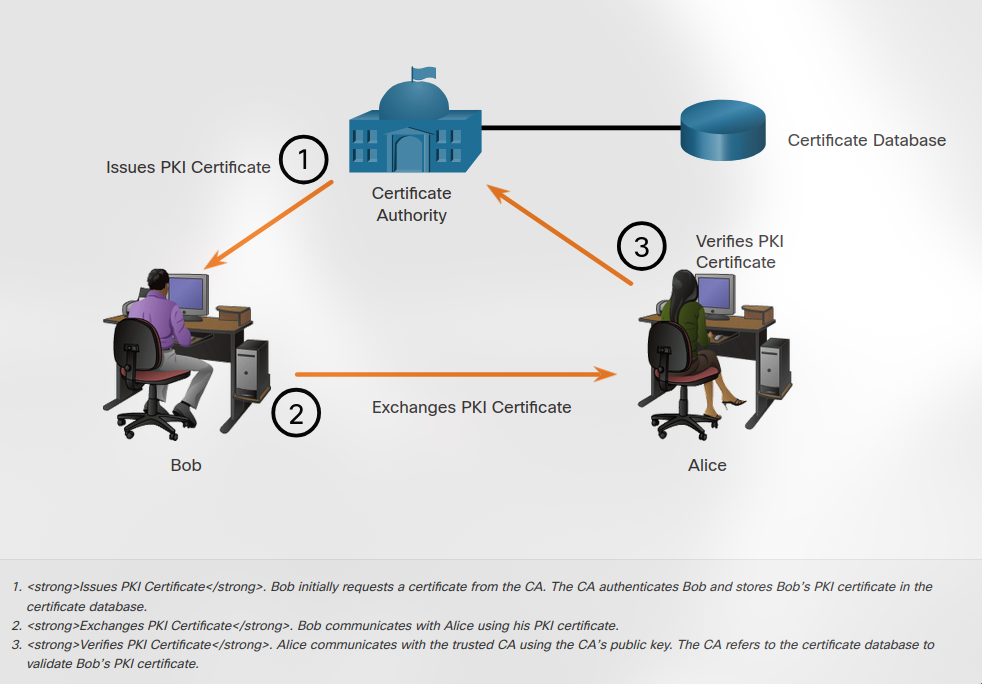 Issues PKI Certificate
1
Certificate
Authority
Certificate Database
3
Verifies PKI
Certificate
2
Exchanges PKI Certificate
Bob
Alice
1. <strong>Issues PKI Certificate</strong>. Bob initially requests a certificate from the CA. The CA authenticates Bob and stores Bob's PKI certificate in the
certificate database.
2. <strong>Exchanges PKI Certificate</strong>. Bob communicates with Alice using his PKI certificate.
3. <strong>Verifies PKI Certificate</strong>. Alice communicates with the trusted CA using the CA's public key. The CA refers to the certificate database to
validate Bob's PKI certificate.